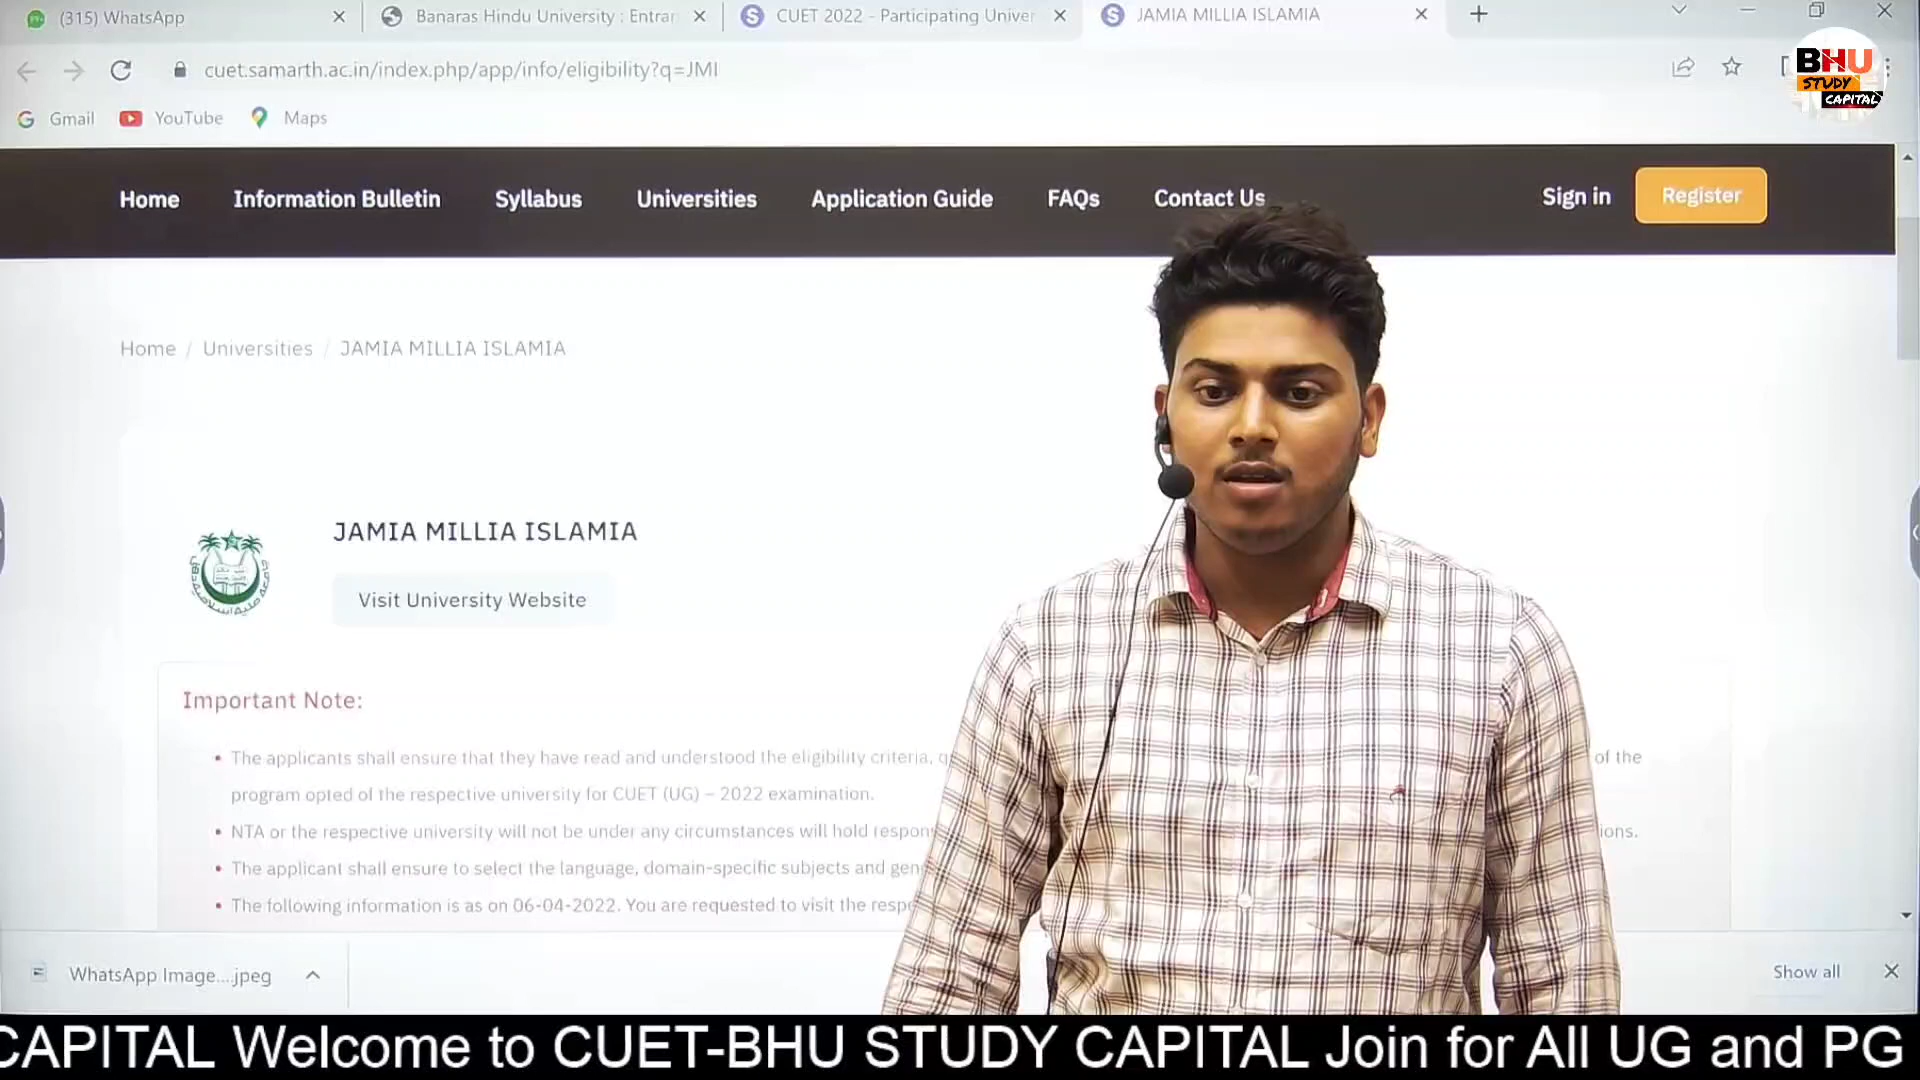 (315) WhatsApp
Banaras Hindu University : Entra
CUET 2022 - Participating Univer
JAMIA MILLIA ISLAMIA
cuet.samarth.ac.in/index.php/app/info/eligibility?q=JMI
BHU
STUDY
CAPITAL
Gmail
YouTube
Maps
Home
Information Bulletin
Syllabus
Universities
Application Guide
FAQs
Contact Us
Sign in
Register
Home / Universities / JAMIA MILLIA ISLAMIA
JAMIA MILLIA ISLAMIA
Visit University Website
Important Note:
The applicants shall ensure that they have read and understood the eligibility criteria, of the
program opted of the respective university for CUET (UG) – 2022 examination.
NTA or the respective university will not be under any circumstances will hold respon ions.
The applicant shall ensure to select the language, domain-specific subjects and gen
The following information is as on 06-04-2022. You are requested to visit the respe
WhatsApp Image....jpeg
Show all
CAPITAL Welcome to CUET-BHU STUDY CAPITAL Join for All UG and PG